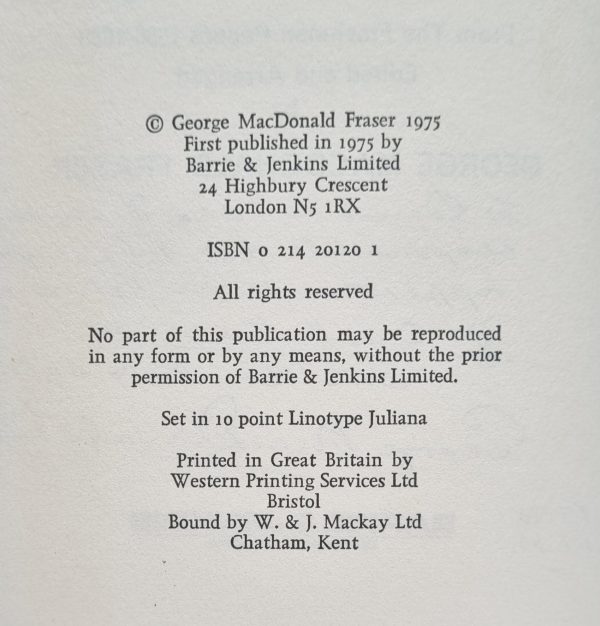 © George MacDonald Fraser 1975
First published in 1975 by
Barrie & Jenkins Limited
24 Highbury Crescent
London N5 1RX
ISBN 0 214 20120 1
All rights reserved
No part of this publication may be reproduced
in any form or by any means, without the prior
permission of Barrie & Jenkins Limited.
Set in 10 point Linotype Juliana
Printed in Great Britain by
Western Printing Services Ltd
Bristol
Bound by W. & J. Mackay Ltd
Chatham, Kent